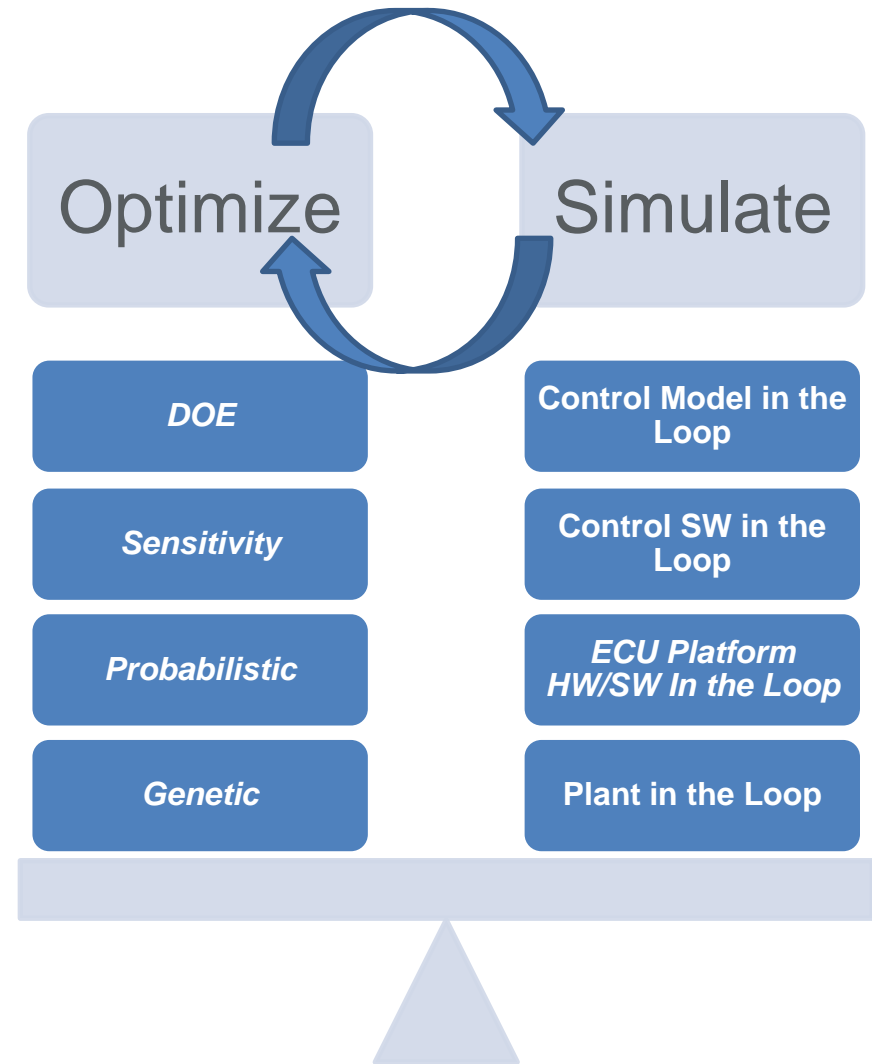 Optimize
Simulate
DOE
Sensitivity
Probabilistic
Genetic
Control Model in the
Loop
Control SW in the
Loop
ECU Platform
HW/SW In the Loop
Plant in the Loop